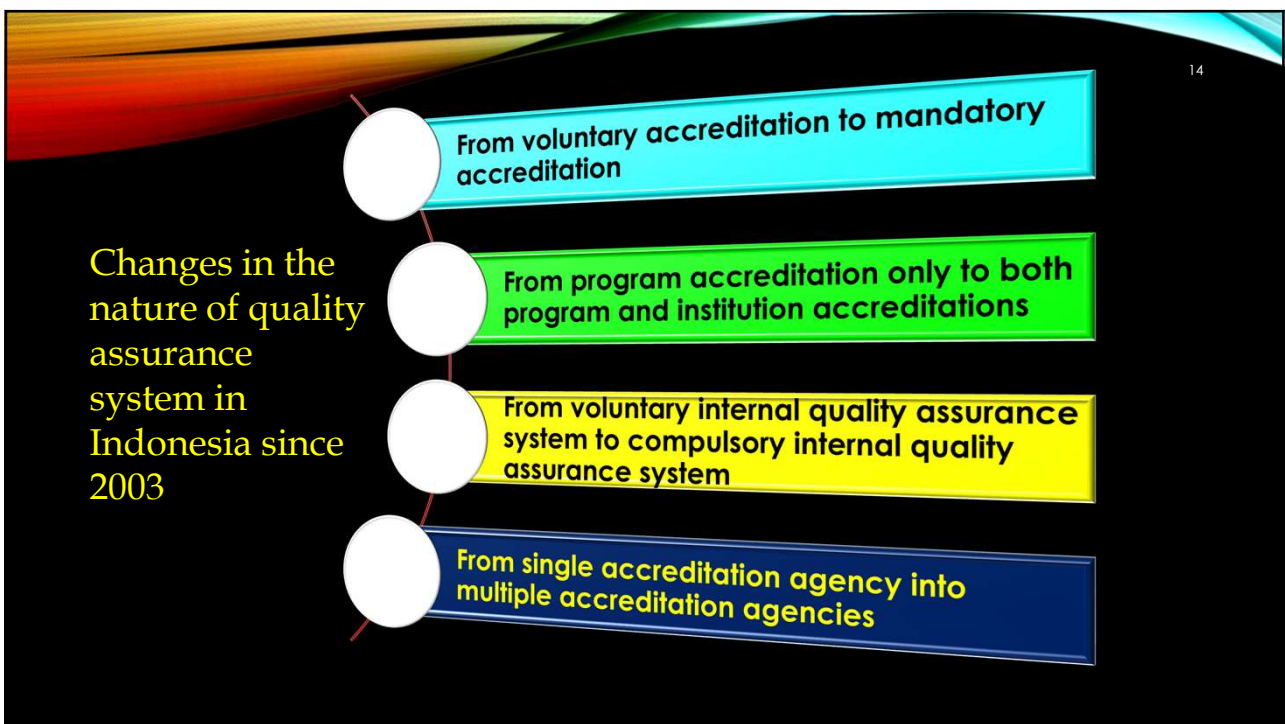 14
Changes in the
nature of quality
assurance
system in
Indonesia since
2003
From voluntary accreditation to mandatory
accreditation
From program accreditation only to both
program and institution accreditations
From voluntary internal quality assurance
system to compulsory internal quality
assurance system
From single accreditation agency into
multiple accreditation agencies